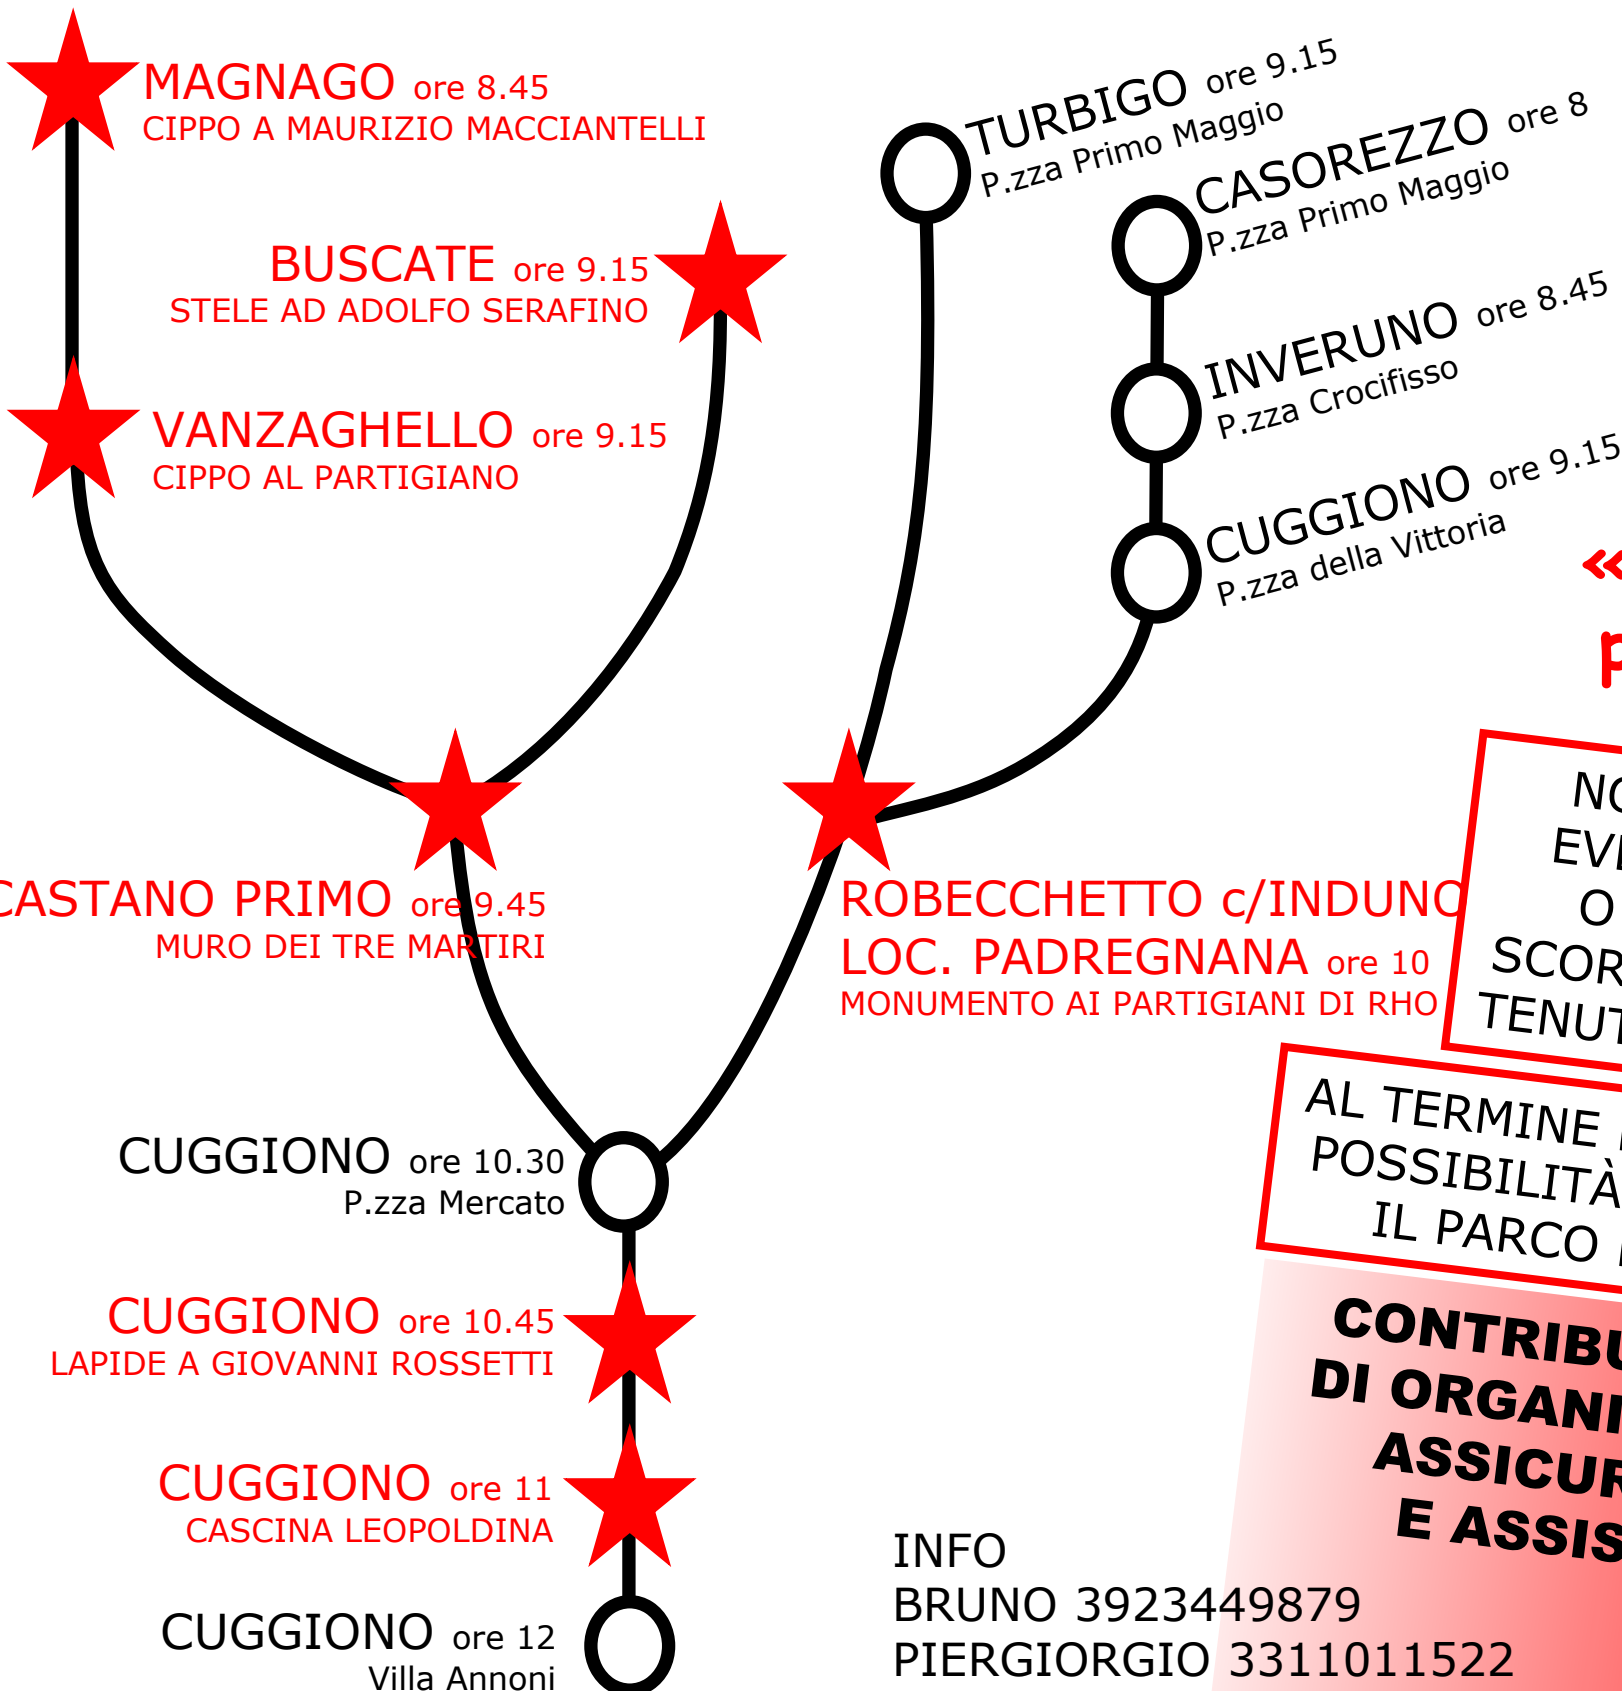 MAGNAGO ore 8.45
CIPPO A MAURIZIO MACCIANTELLI
BUSCATE ore 9.15
STELE AD ADOLFO SERAFINO
VANZAGHELLO ore 9.15
CIPPO AL PARTIGIANO
TURBIGO ore 9.15
P.zza Primo Maggio
CASOREZZO ore 8
P.zza Primo Maggio
INVERUNO ore 8.45
P.zza Crocifisso
CUGGIONO ore 9.15
P.zza della Vittoria
«
CASTANO PRIMO ore 9.45
MURO DEI TRE MARTIRI
ROBECCHETTO c/INDUNO
LOC. PADREGNANA ore 10
MONUMENTO AI PARTIGIANI DI RHO
O
AL TERMINE
POSSIBILITÀ
IL PARCO
CUGGIONO ore 10.30
P.zza Mercato
CUGGIONO ore 10.45
LAPIDE A GIOVANNI ROSSETTI
CUGGIONO ore 11
CASCINA LEOPOLDINA
CUGGIONO ore 12
Villa Annoni
CONTRIBU
DI ORGANI
ASSICUR
E ASSIS
INFO
BRUNO 3923449879
PIERGIORGIO 3311011522